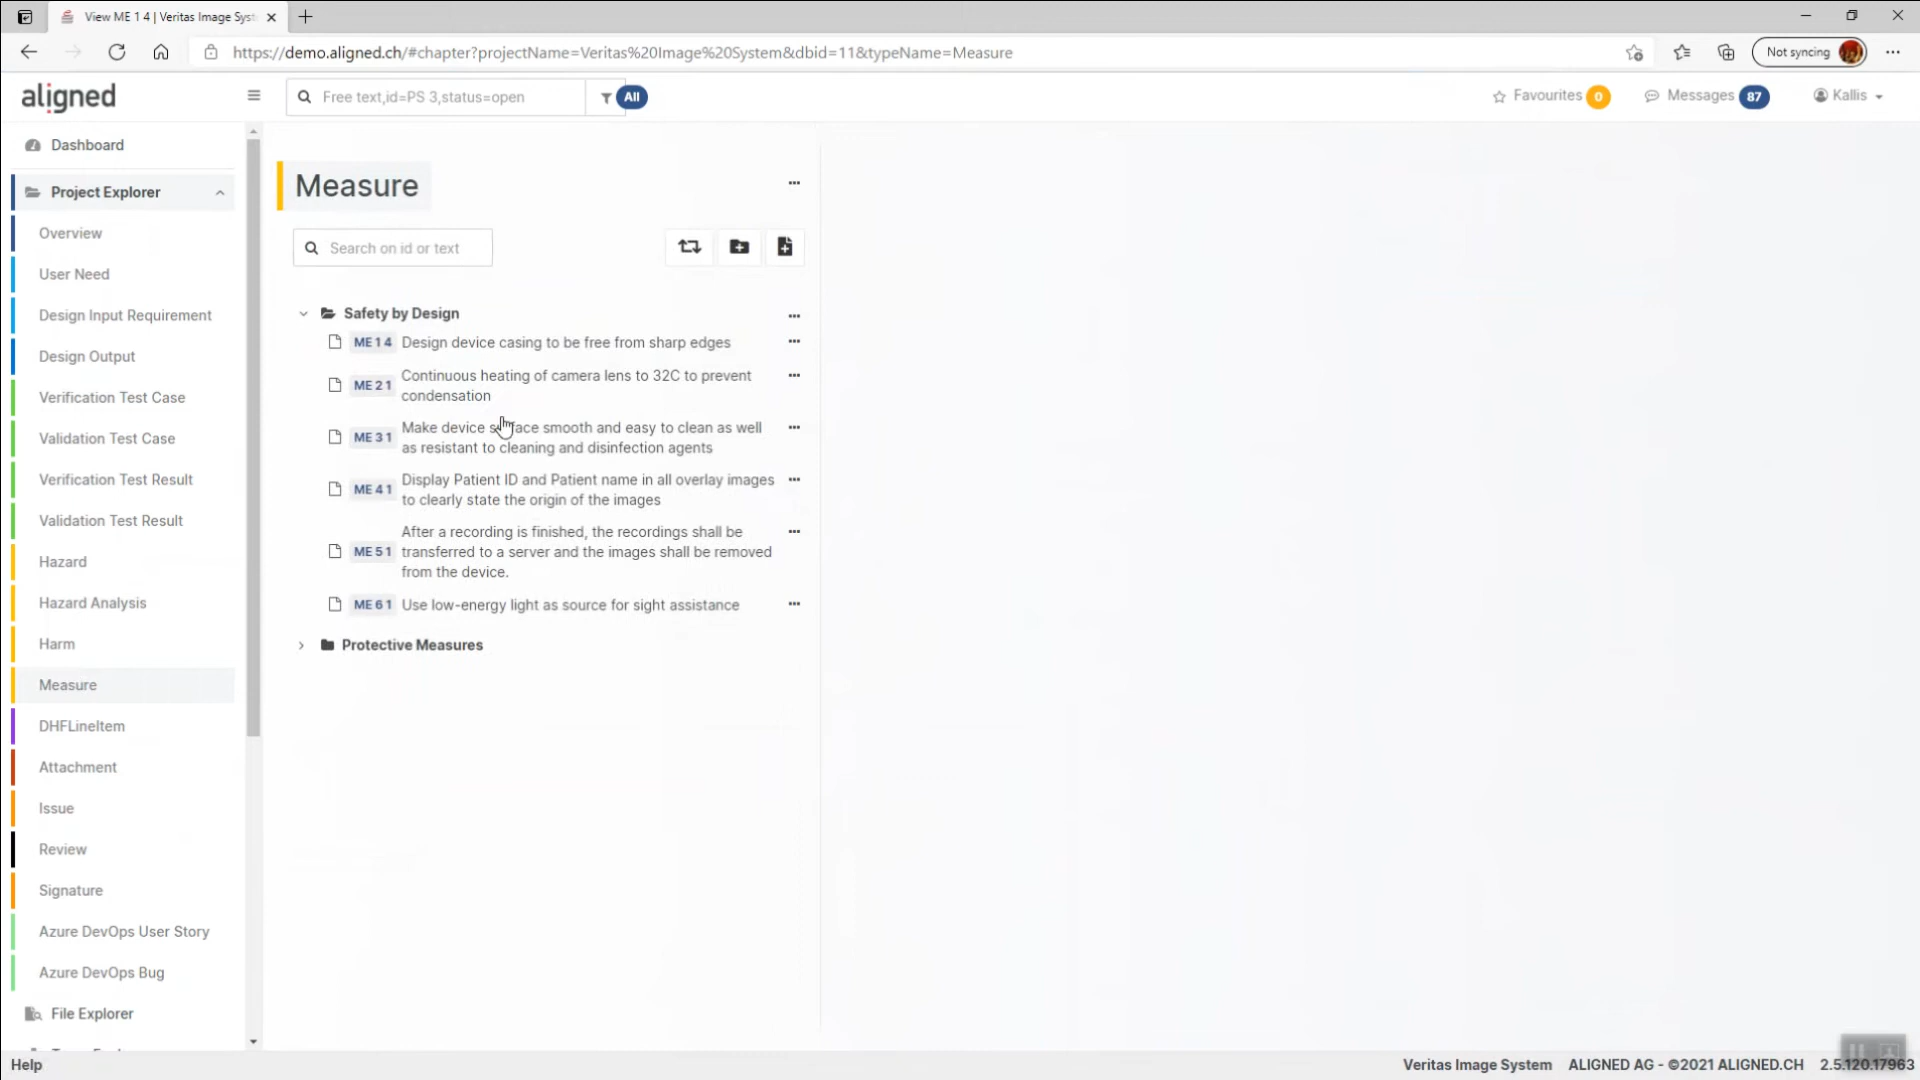 View ME 1 4 | Veritas Image Syst
https://demo.aligned.ch/#chapter?projectName=Veritas%20Image%20System&dbid=11&typeName=Measure
Not syncing
aligned
Free text,id=PS 3,status=open
All
Favourites 0
Messages 87
Kallis
Dashboard
Project Explorer
Overview
User Need
Design Input Requirement
Design Output
Verification Test Case
Validation Test Case
Verification Test Result
Validation Test Result
Hazard
Hazard Analysis
Harm
Measure
DHFLineItem
Attachment
Issue
Review
Signature
Azure DevOps User Story
Azure DevOps Bug
File Explorer
Measure
Search on id or text
Safety by Design
ME 1 4 Design device casing to be free from sharp edges
ME 2 1 Continuous heating of camera lens to 32C to prevent
condensation
ME 3 1 Make device surface smooth and easy to clean as well
as resistant to cleaning and disinfection agents
ME 4 1 Display Patient ID and Patient name in all overlay images
to clearly state the origin of the images
ME 5 1 After a recording is finished, the recordings shall be
transferred to a server and the images shall be removed
from the device.
ME 6 1 Use low-energy light as source for sight assistance
Protective Measures
Help
Veritas Image System ALIGNED AG - ©2021 ALIGNED.CH 2.5.120.17963